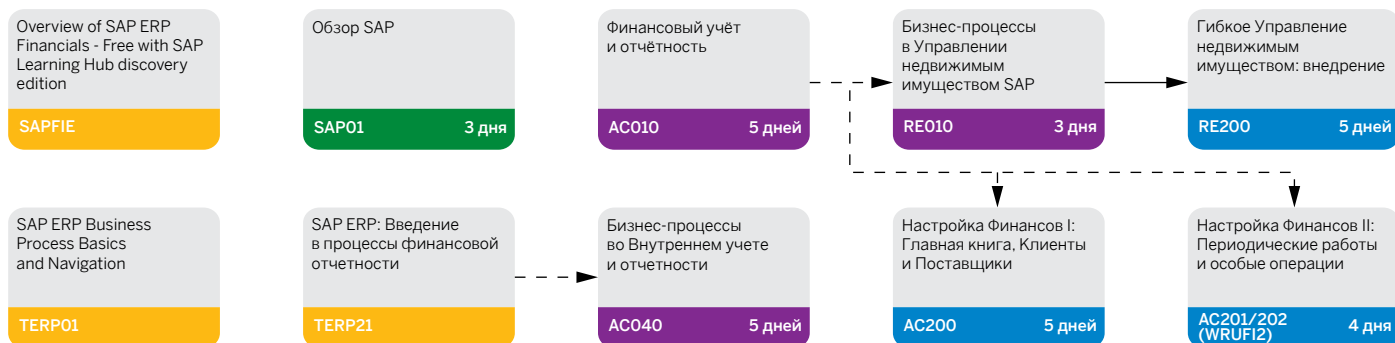 Overview of SAP ERP
Financials - Free with SAP
Learning Hub discovery
edition
SAPFIE
Обзор SAP
SAP01 3 дня
Финансовый учёт
и отчётность
AC010 5 дней
Бизнес-процессы
в Управлении
недвижимым
имуществом SAP
RE010 3 дня
Гибкое Управление
недвижимым
имуществом: внедрение
RE200 5 дней
SAP ERP Business
Process Basics
and Navigation
TERP01
SAP ERP: Введение
в процессы финансовой
отчетности
TERP21
Бизнес-процессы
во Внутреннем учете
и отчетности
AC040 5 дней
Настройка Финансов I:
Главная книга, Клиенты
и Поставщики
AC200 5 дней
Настройка Финансов II:
Периодические работы
и особые операции
AC201/202
(WRUFI2) 4 дня